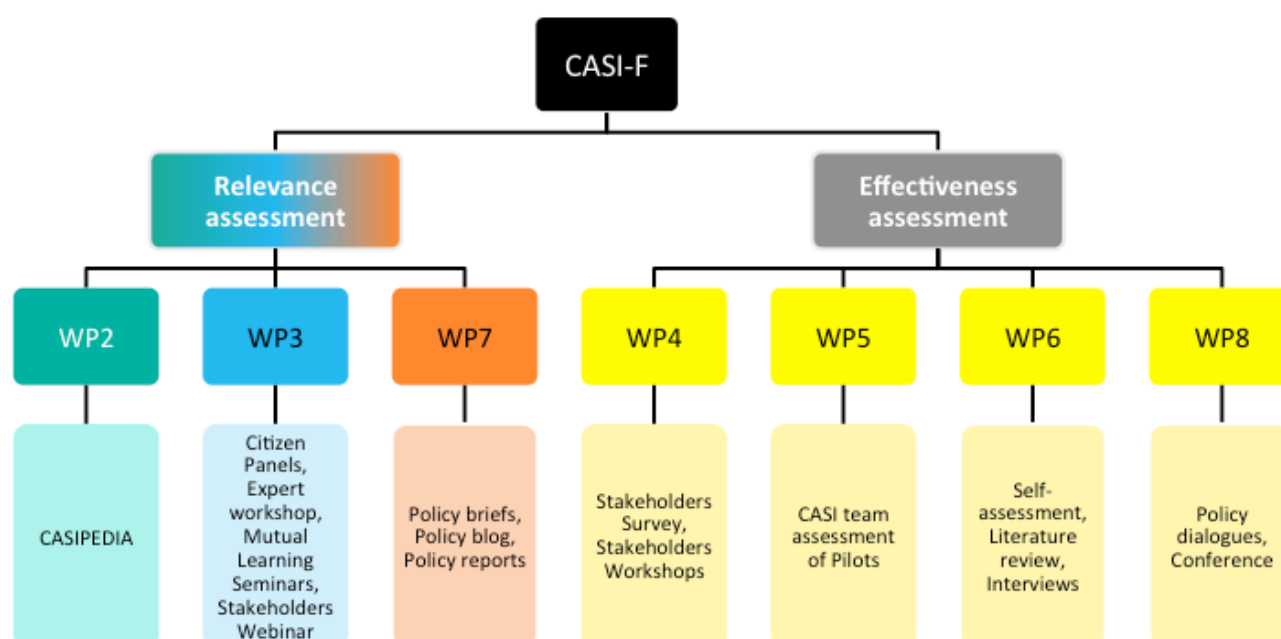 CASI-F
Relevance
assessment
Effectiveness
assessment
WP2
WP3
WP7
WP4
WP5
WP6
WP8
CASIPEDIA
Citizen
Panels,
Expert
workshop,
Mutual
Learning
Seminars,
Stakeholders
Webinar
Policy briefs,
Policy blog,
Policy reports
Stakeholders
Survey,
Stakeholders
Workshops
CASI team
assessment
of Pilots
Self-
assessment,
Literature
review,
Interviews
Policy
dialogues,
Conference